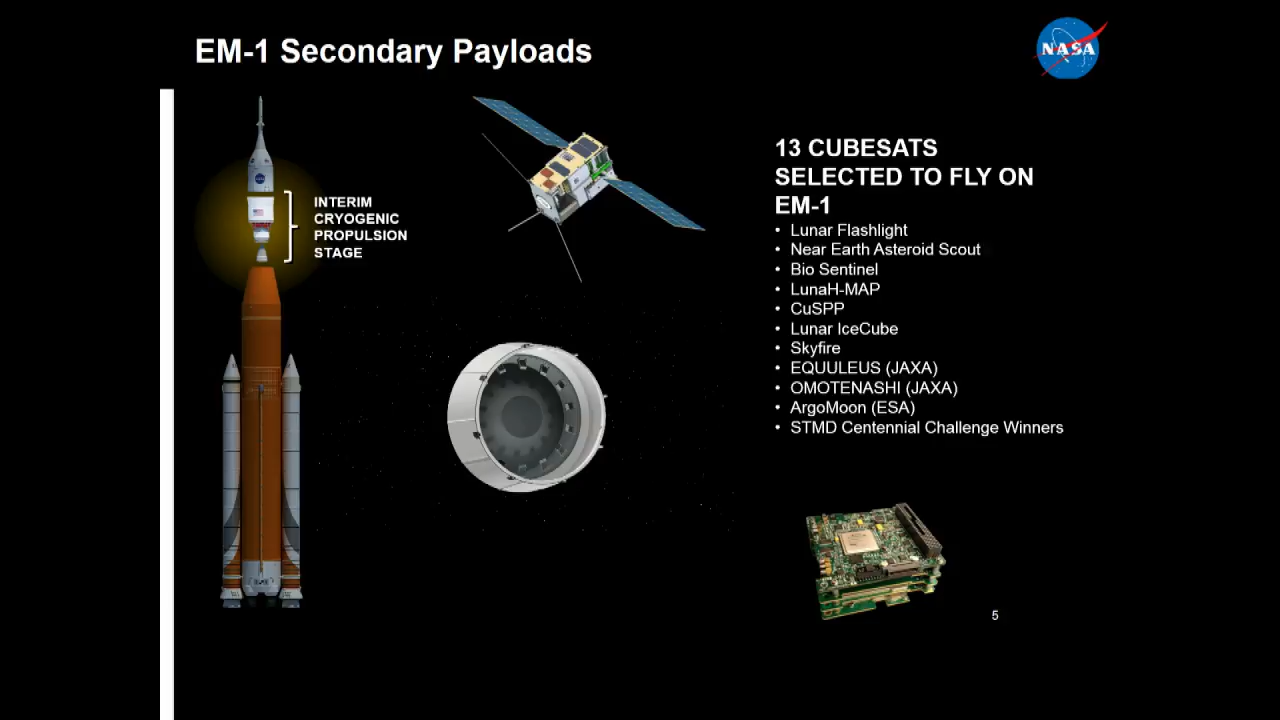 EM-1 Secondary Payloads
NASA
INTERIM
CRYOGENIC
PROPULSION
STAGE
13 CUBESATS
SELECTED TO FLY ON
EM-1
• Lunar Flashlight
• Near Earth Asteroid Scout
• Bio Sentinel
• LunaH-MAP
• CuSPP
• Lunar IceCube
• Skyfire
• EQUULEUS (JAXA)
• OMOTENASHI (JAXA)
• ArgoMoon (ESA)
• STMD Centennial Challenge Winners
5